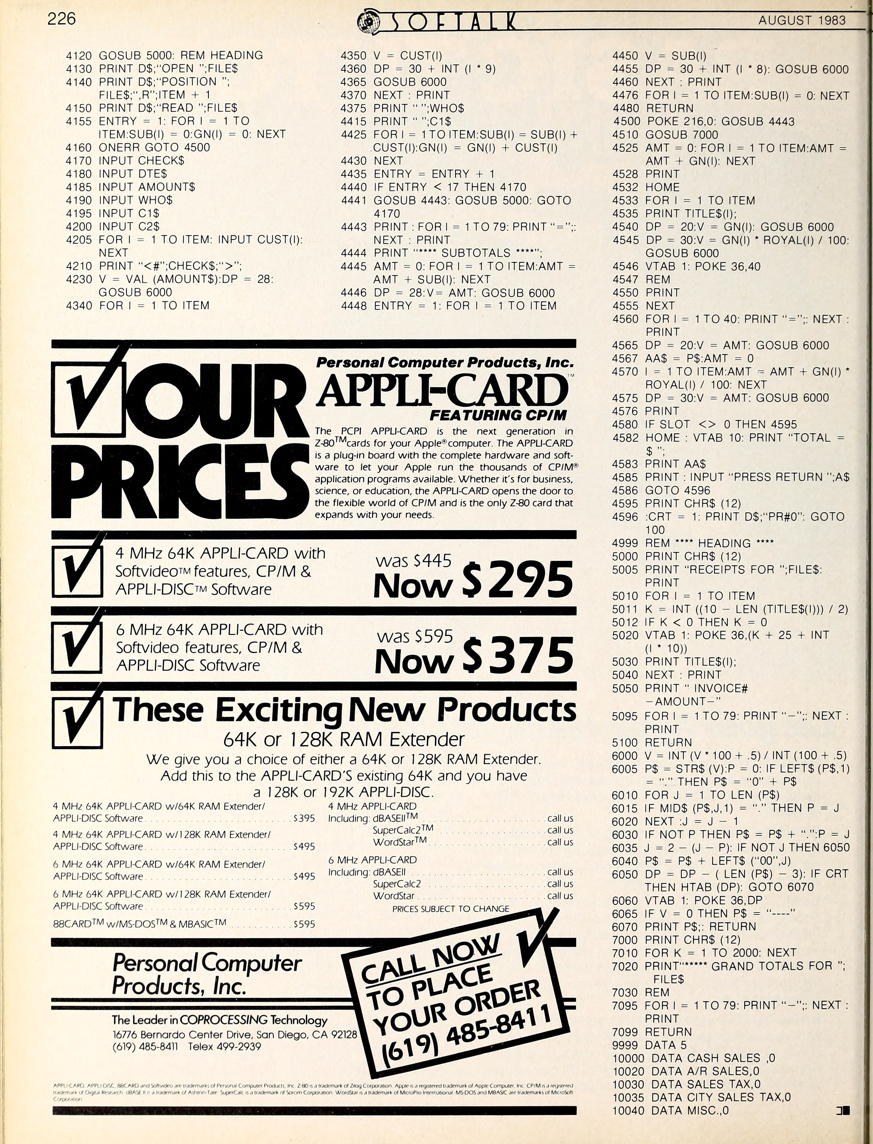 226
SOFTALK
AUGUST 1983
4120 GOSUB 5000: REM HEADING
4130 PRINT D$;"OPEN ";FILE$
4140 PRINT D$;"POSITION ";
FILE$;",R";ITEM + 1
4150 PRINT D$;"READ ";FILE$
4155 ENTRY = 1: FOR I = 1 TO
ITEM:SUB(I) = 0:GN(I) = 0: NEXT
4160 ONERR GOTO 4500
4170 INPUT CHECK$
4180 INPUT DTE$
4185 INPUT AMOUNT$
4190 INPUT WHO$
4195 INPUT C1$
4200 INPUT C2$
4205 FOR I = 1 TO ITEM: INPUT CUST(I):
NEXT
4210 PRINT "<#";CHECK$;">";
4230 V = VAL (AMOUNT$):DP = 28:
GOSUB 6000
4340 FOR I = 1 TO ITEM
4350 V = CUST(I)
4360 DP = 30 + INT (I * 9)
4365 GOSUB 6000
4370 NEXT : PRINT
4375 PRINT " ";WHO$
4415 PRINT " ";C1$
4425 FOR I = 1 TO ITEM:SUB(I) = SUB(I) +
CUST(I):GN(I) = GN(I) + CUST(I)
4430 NEXT
4435 ENTRY = ENTRY + 1
4440 IF ENTRY < 17 THEN 4170
4441 GOSUB 4443: GOSUB 5000: GOTO
4170
4443 PRINT : FOR I = 1 TO 79: PRINT "=";:
NEXT : PRINT
4444 PRINT "**** SUBTOTALS ****";
4445 AMT = 0: FOR I = 1 TO ITEM:AMT =
AMT + SUB(I): NEXT
4446 DP = 28:V= AMT: GOSUB 6000
4448 ENTRY = 1: FOR I = 1 TO ITEM
4450 V = SUB(I)
4455 DP = 30 + INT (I * 8): GOSUB 6000
4460 NEXT : PRINT
4476 FOR I = 1 TO ITEM:SUB(I) = 0: NEXT
4480 RETURN
4500 POKE 216,0: GOSUB 4443
4510 GOSUB 7000
4525 AMT = 0: FOR I = 1 TO ITEM:AMT =
AMT + GN(I): NEXT
4528 PRINT
4532 HOME
4533 FOR I = 1 TO ITEM
4535 PRINT TITLE$(I);
4540 DP = 20:V = GN(I): GOSUB 6000
4545 DP = 30:V = GN(I) * ROYAL(I) / 100:
GOSUB 6000
4546 VTAB 1: POKE 36,40
4547 REM
4550 PRINT
4555 NEXT
4560 FOR I = 1 TO 40: PRINT "=";: NEXT :
PRINT
4565 DP = 20:V = AMT: GOSUB 6000
4567 AA$ = P$:AMT = 0
4570 I = 1 TO ITEM:AMT = AMT + GN(I) *
ROYAL(I) / 100: NEXT
4575 DP = 30:V = AMT: GOSUB 6000
4576 PRINT
4580 IF SLOT <> 0 THEN 4595
4582 HOME : VTAB 10: PRINT "TOTAL =
$ ";
4583 PRINT AA$
4585 PRINT : INPUT "PRESS RETURN ";A$
4586 GOTO 4596
4595 PRINT CHR$ (12)
4596 :CRT = 1: PRINT D$;"PR#0": GOTO
100
4999 REM **** HEADING ****
5000 PRINT CHR$ (12)
5005 PRINT "RECEIPTS FOR ";FILE$:
PRINT
5010 FOR I = 1 TO ITEM
5011 K = INT ((10 - LEN (TITLE$(I))) / 2)
5012 IF K < 0 THEN K = 0
5020 VTAB 1: POKE 36,(K + 25 + INT
(I * 10))
5030 PRINT TITLE$(I);
5040 NEXT : PRINT
5050 PRINT " INVOICE#
-AMOUNT-"
5095 FOR I = 1 TO 79: PRINT "-";: NEXT :
PRINT
5100 RETURN
6000 V = INT (V * 100 + .5) / INT (100 + .5)
6005 P$ = STR$ (V):P = 0: IF LEFT$ (P$,1)
= "." THEN P$ = "0" + P$
6010 FOR J = 1 TO LEN (P$)
6015 IF MID$ (P$,J,1) = "." THEN P = J
6020 NEXT :J = J - 1
6030 IF NOT P THEN P$ = P$ + ".":P = J
6035 J = 2 - (J - P): IF NOT J THEN 6050
6040 P$ = P$ + LEFT$ ("00",J)
6050 DP = DP - ( LEN (P$) - 3): IF CRT
THEN HTAB (DP): GOTO 6070
6060 VTAB 1: POKE 36,DP
6065 IF V = 0 THEN P$ = "----"
6070 PRINT P$;: RETURN
7000 PRINT CHR$ (12)
7010 FOR K = 1 TO 2000: NEXT
7020 PRINT"***** GRAND TOTALS FOR ";
FILE$
7030 REM
7095 FOR I = 1 TO 79: PRINT "-";: NEXT :
PRINT
7099 RETURN
9999 DATA 5
10000 DATA CASH SALES ,0
10020 DATA A/R SALES,0
10030 DATA SALES TAX,0
10035 DATA CITY SALES TAX,0
10040 DATA MISC.,0
OUR
PRICES
Personal Computer Products, Inc.
APPLI-CARD™
FEATURING CP/M
The PCPI APPLI-CARD is the next generation in
Z-80™cards for your Apple® computer. The APPLI-CARD
is a plug-in board with the complete hardware and soft-
ware to let your Apple run the thousands of CP/M®
application programs available. Whether it's for business,
science, or education, the APPLI-CARD opens the door to
the flexible world of CP/M and is the only Z-80 card that
expands with your needs.
4 MHz 64K APPLI-CARD with
Softvideo™ features, CP/M &
APPLI-DISC™ Software
was $445
Now $295
6 MHz 64K APPLI-CARD with
Softvideo features, CP/M &
APPLI-DISC Software
was $595
Now $375
These Exciting New Products
64K or 128K RAM Extender
We give you a choice of either a 64K or 128K RAM Extender.
Add this to the APPLI-CARD'S existing 64K and you have
a 128K or 192K APPLI-DISC.
4 MHz 64K APPLI-CARD w/64K RAM Extender/
APPLI-DISC Software $395
4 MHz 64K APPLI-CARD w/128K RAM Extender/
APPLI-DISC Software $495
6 MHz 64K APPLI-CARD w/64K RAM Extender/
APPLI-DISC Software $495
6 MHz 64K APPLI-CARD w/128K RAM Extender/
APPLI-DISC Software $595
88CARD™ w/MS-DOS™ & MBASIC™ $595
4 MHz APPLI-CARD
Including: dBASEII™ call us
SuperCalc2™ call us
WordStar™ call us
6 MHz APPLI-CARD
Including: dBASEII call us
SuperCalc2 call us
WordStar call us
PRICES SUBJECT TO CHANGE
Personal Computer
Products, Inc.
The Leader in COPROCESSING Technology
16776 Bernardo Center Drive, San Diego, CA 92128
(619) 485-8411 Telex 499-2939
CALL NOW
TO PLACE
YOUR ORDER
(619) 485-8411
APPLI-CARD, APPLI-DISC, 88CARD and Softvideo are trademarks of Personal Computer Products, Inc. Z-80 is a trademark of Zilog Corporation. Apple is a registered trademark of Apple Computer, Inc. CP/M is a registered
trademark of Digital Research. dBASE II is a trademark of Ashton-Tate. SuperCalc is a trademark of Sorcim Corporation. WordStar is a trademark of MicroPro International. MS-DOS and MBASIC are trademarks of Microsoft
Corporation.